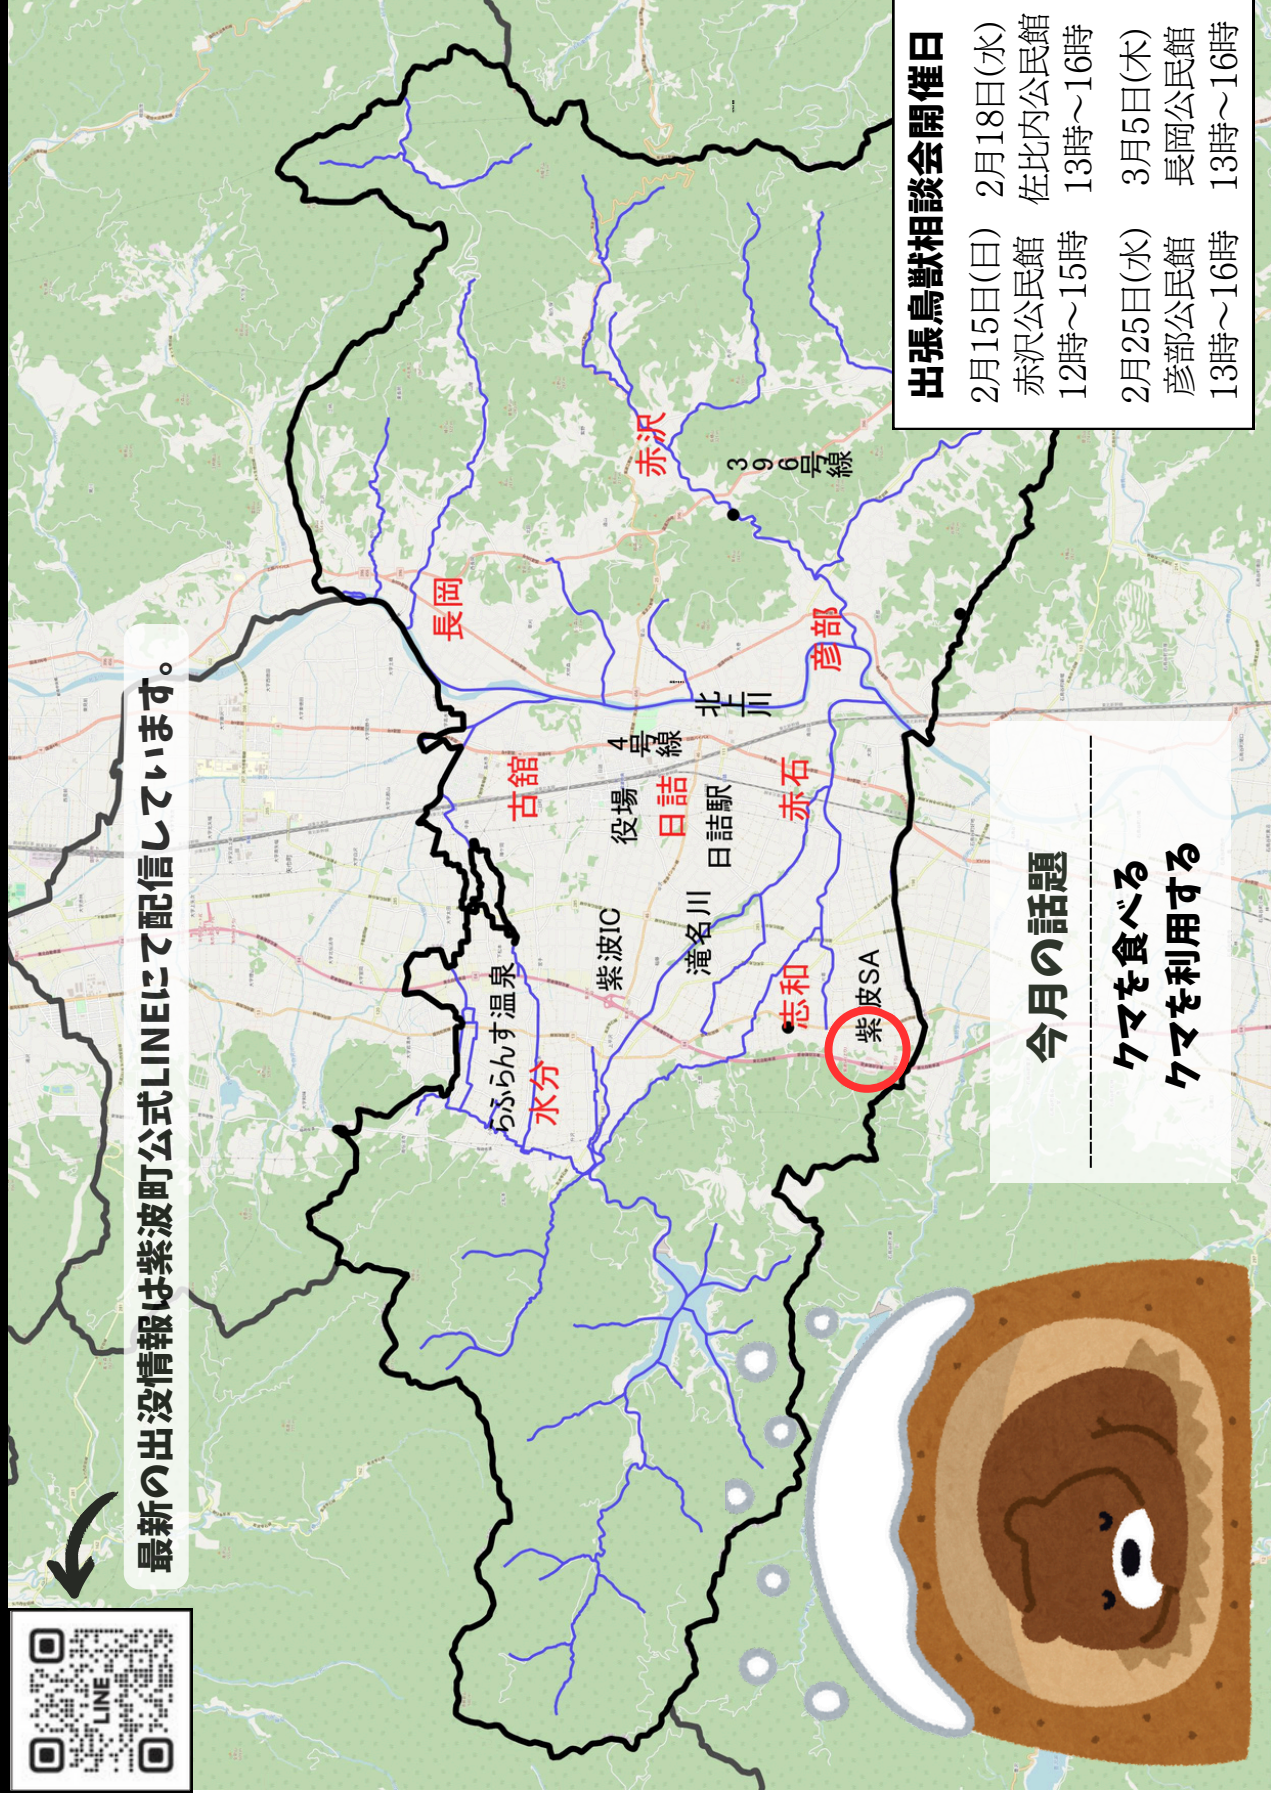 最新の出没情報は紫波町公式LINEにて配信しています。
LINE
出張鳥獣相談会開催日
2月15日(日)
赤沢公民館
12時～15時
2月18日(水)
佐比内公民館
13時～16時
2月25日(水)
彦部公民館
13時～16時
3月5日(木)
長岡公民館
13時～16時
長岡
赤沢
396号線
彦部
北上川
4号線
古舘
役場
日詰
日詰駅
赤石
紫波IC
滝名川
志和
紫波SA
らふらんす温泉
水分
今月の話題
クマを食べる
クマを利用する